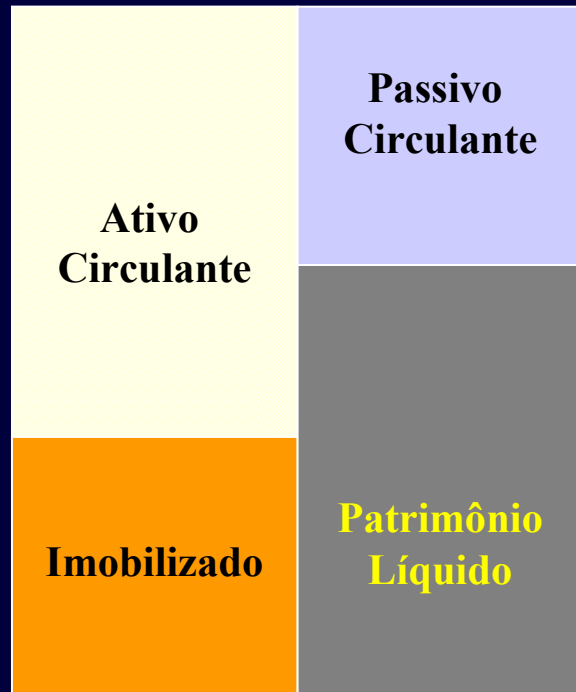 Ativo
Circulante
Imobilizado
Passivo
Circulante
Patrimônio
Líquido